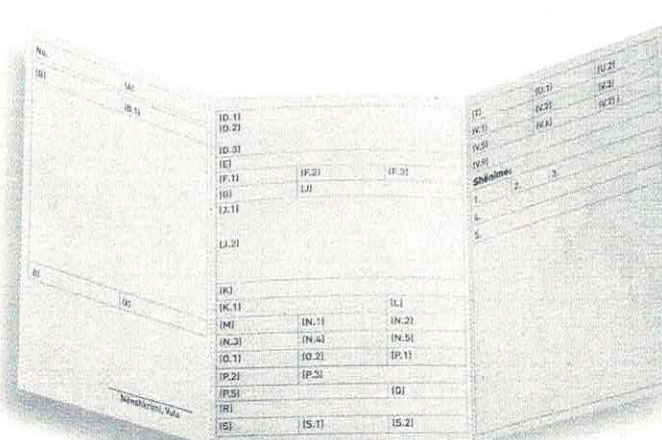 No.
(A)
(B)
(B.1)
(I)
(X)
Nënshkrimi, Vula
(D.1)
(D.2)
(D.3)
(E)
(F.1) (F.2) (F.3)
(G) (J)
(J.1)
(J.2)
(K)
(K.1) (L)
(M) (N.1) (N.2)
(N.3) (N.4) (N.5)
(O.1) (O.2) (P.1)
(P.2) (P.3)
(P.5) (Q)
(R)
(S) (S.1) (S.2)
(T) (U.1) (U.2)
(V.1) (V.2) (V.3)
(V.5) (V.6) (V.7)
(V.9)
Shënime:
1. 2. 3.
4.
5.